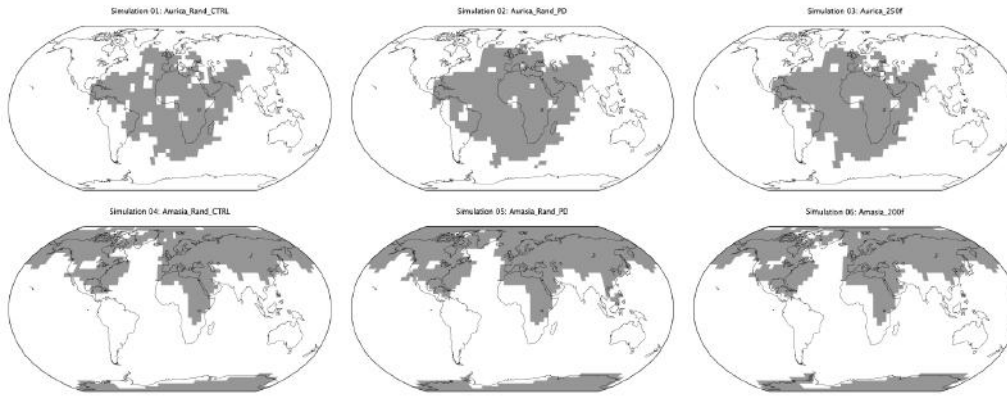 Simulation 01: Aurica_Rand_CTRL
Simulation 02: Aurica_Rand_PD
Simulation 03: Aurica_250f
Simulation 04: Amasia_Rand_CTRL
Simulation 05: Amasia_Rand_PD
Simulation 06: Amasia_200f